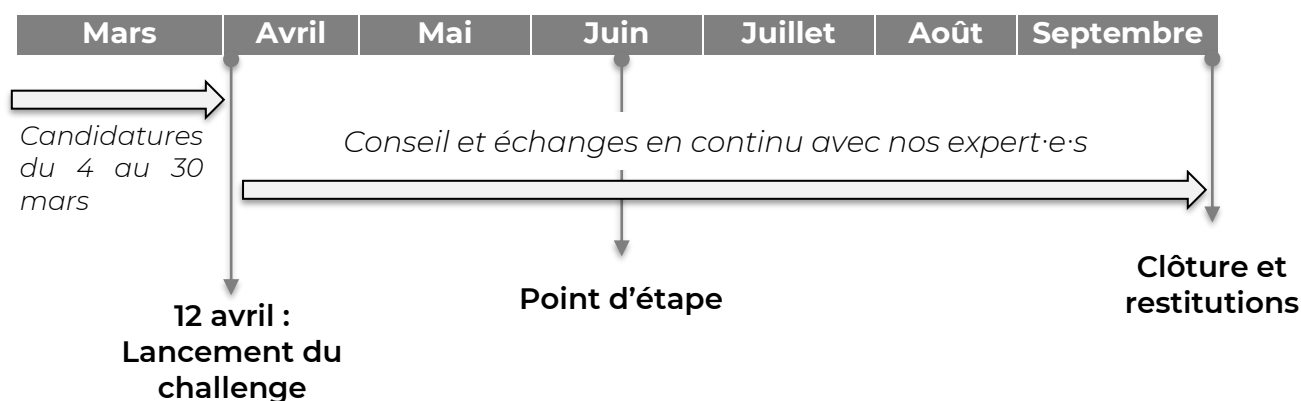 Mars Avril Mai Juin Juillet Août Septembre
Candidatures
du 4 au 30
mars
Conseil et échanges en continu avec nos expert·e·s
12 avril :
Lancement du
challenge
Point d’étape
Clôture et
restitutions